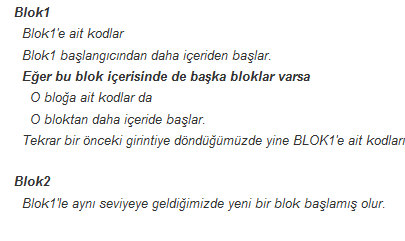 Blok1
Blok1'e ait kodlar
Blok1 başlangıcından daha içeriden başlar.
Eğer bu blok içerisinde de başka bloklar varsa
O bloğa ait kodlar da
O bloktan daha içeride başlar.
Tekrar bir önceki girintiye döndüğümüzde yine BLOK1'e ait kodları
Blok2
Blok1'le aynı seviyeye geldiğimizde yeni bir blok başlamış olur.